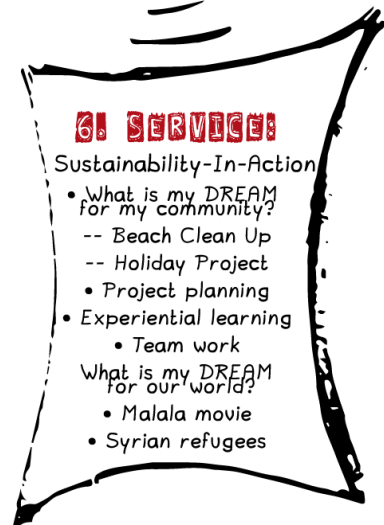 6. SERVICE:
Sustainability-In-Action
• What is my DREAM
for my community?
-- Beach Clean Up
-- Holiday Project
• Project planning
• Experiential learning
• Team work
What is my DREAM
for our world?
• Malala movie
• Syrian refugees